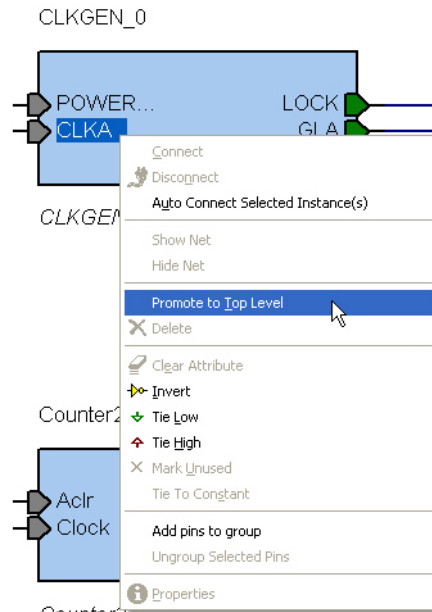 CLKGEN_0
POWER... LOCK
CLKA GLA
Connect
Disconnect
Auto Connect Selected Instance(s)
CLKGEN
Show Net
Hide Net
Promote to Top Level
Delete
Clear Attribute
Invert
Counter2
Tie Low
Tie High
Mark Unused
Tie To Constant
Aclr
Clock
Add pins to group
Ungroup Selected Pins
Properties